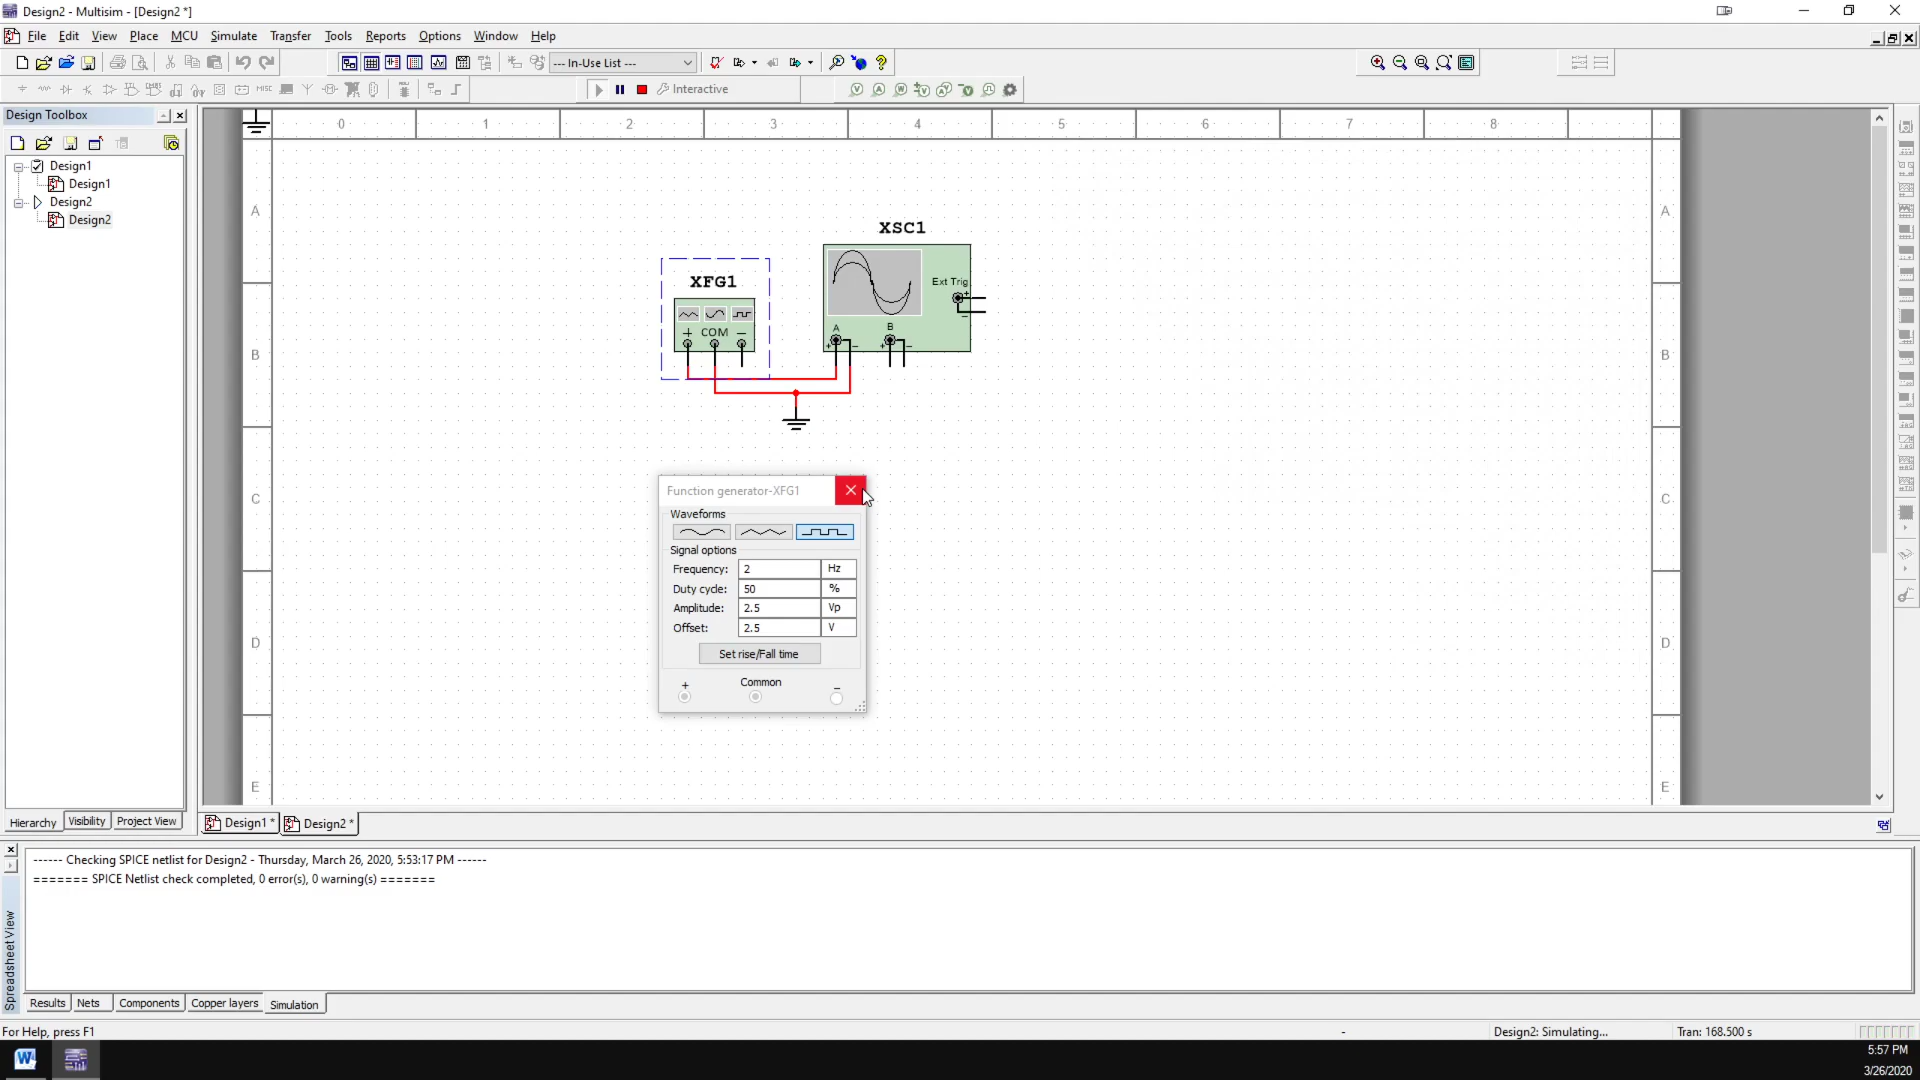 Design2 - Multisim - [Design2 *]
File Edit View Place MCU Simulate Transfer Tools Reports Options Window Help
--- In-Use List ---
Interactive
Design Toolbox
Design1
Design1
Design2
Design2
Hierarchy Visibility Project View
0 1 2 3 4 5 6 7 8
A A
B B
C C
D D
E E
XSC1
Ext Trig
+
-
A B
+ - + -
XFG1
+ COM -
Function generator-XFG1
Waveforms
Signal options
Frequency: 2 Hz
Duty cycle: 50 %
Amplitude: 2.5 Vp
Offset: 2.5 V
Set rise/Fall time
+ Common -
Design1 * Design2 *
------ Checking SPICE netlist for Design2 - Thursday, March 26, 2020, 5:53:17 PM ------
======= SPICE Netlist check completed, 0 error(s), 0 warning(s) =======
Spreadsheet View
Results Nets Components Copper layers Simulation
For Help, press F1 - Design2: Simulating... Tran: 168.500 s
5:57 PM
3/26/2020